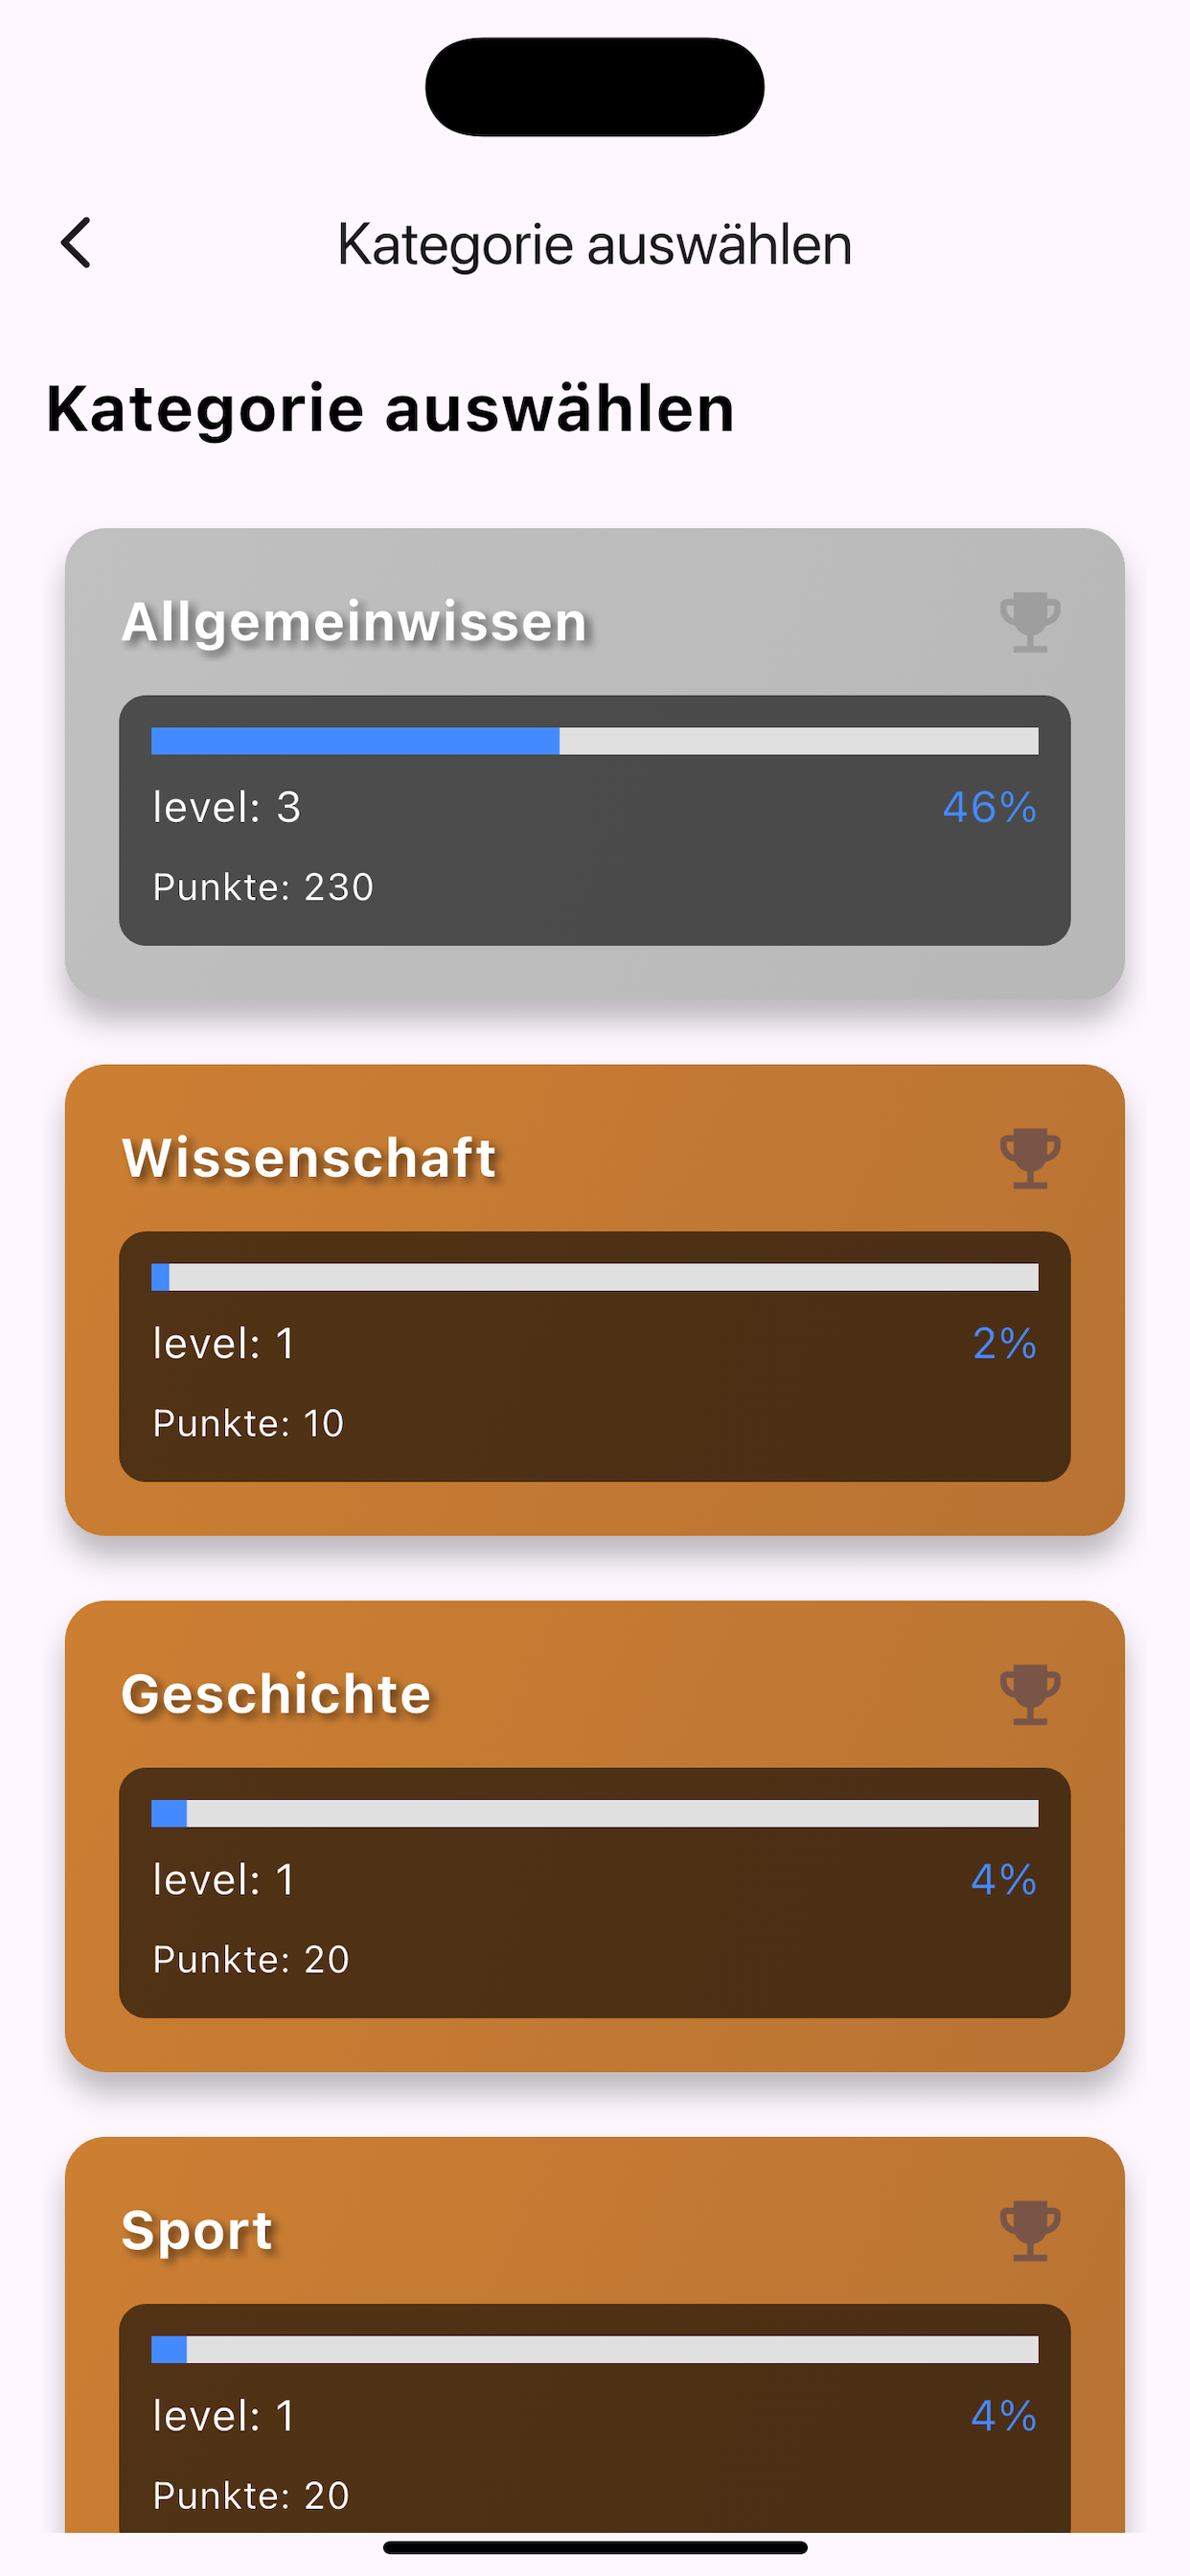 Kategorie auswählen
Kategorie auswählen
Allgemeinwissen
level: 3 46%
Punkte: 230
Wissenschaft
level: 1 2%
Punkte: 10
Geschichte
level: 1 4%
Punkte: 20
Sport
level: 1 4%
Punkte: 20